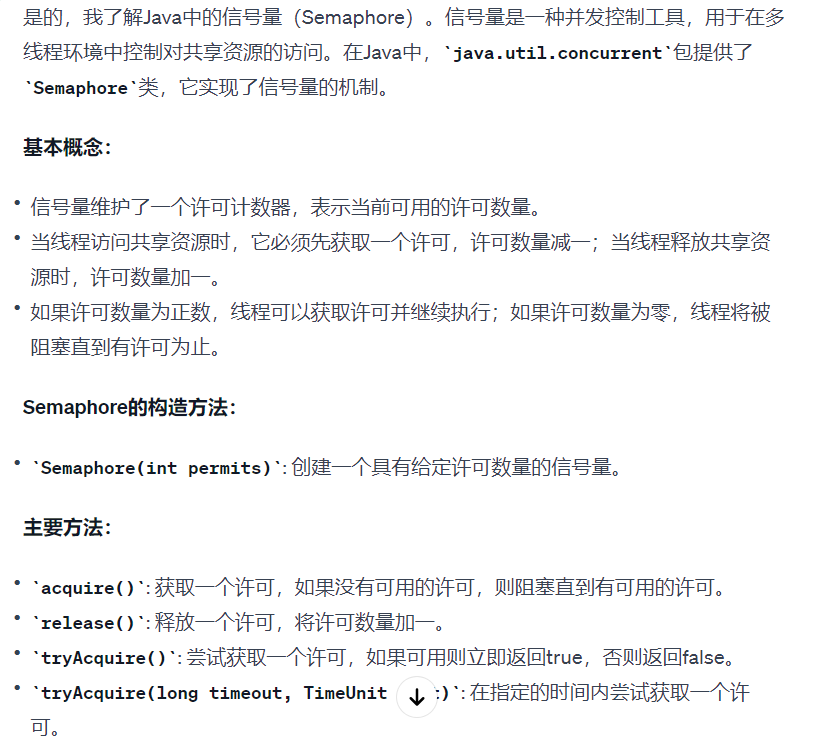 是的，我了解Java中的信号量（Semaphore）。信号量是一种并发控制工具，用于在多
线程环境中控制对共享资源的访问。在Java中，`java.util.concurrent`包提供了
`Semaphore`类，它实现了信号量的机制。
基本概念：
• 信号量维护了一个许可计数器，表示当前可用的许可数量。
• 当线程访问共享资源时，它必须先获取一个许可，许可数量减一；当线程释放共享资
源时，许可数量加一。
• 如果许可数量为正数，线程可以获取许可并继续执行；如果许可数量为零，线程将被
阻塞直到有许可为止。
Semaphore的构造方法：
• `Semaphore(int permits)`: 创建一个具有给定许可数量的信号量。
主要方法：
• `acquire()`: 获取一个许可，如果没有可用的许可，则阻塞直到有可用的许可。
• `release()`: 释放一个许可，将许可数量加一。
• `tryAcquire()`: 尝试获取一个许可，如果可用则立即返回true，否则返回false。
• `tryAcquire(long timeout, TimeUnit )`: 在指定的时间内尝试获取一个许
可。